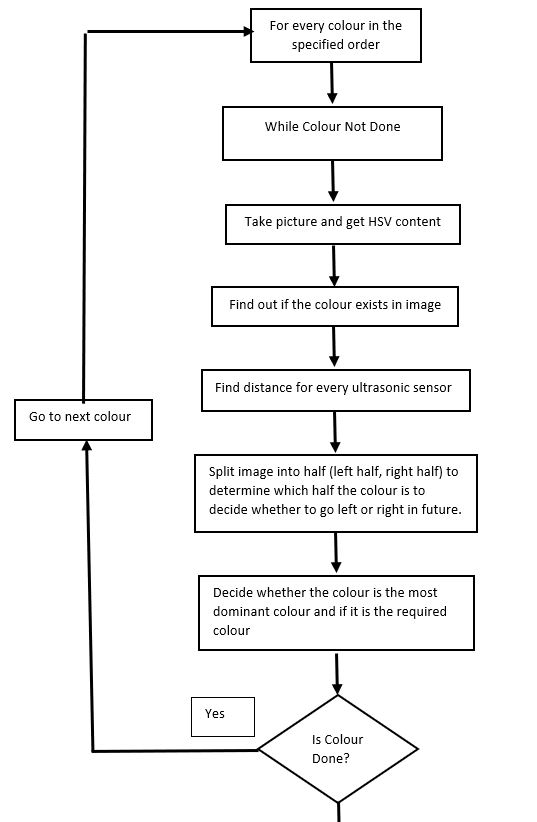 For every colour in the
specified order
While Colour Not Done
Take picture and get HSV content
Find out if the colour exists in image
Find distance for every ultrasonic sensor
Go to next colour
Split image into half (left half, right half) to
determine which half the colour is to
decide whether to go left or right in future.
Decide whether the colour is the most
dominant colour and if it is the required
colour
Yes
Is Colour
Done?